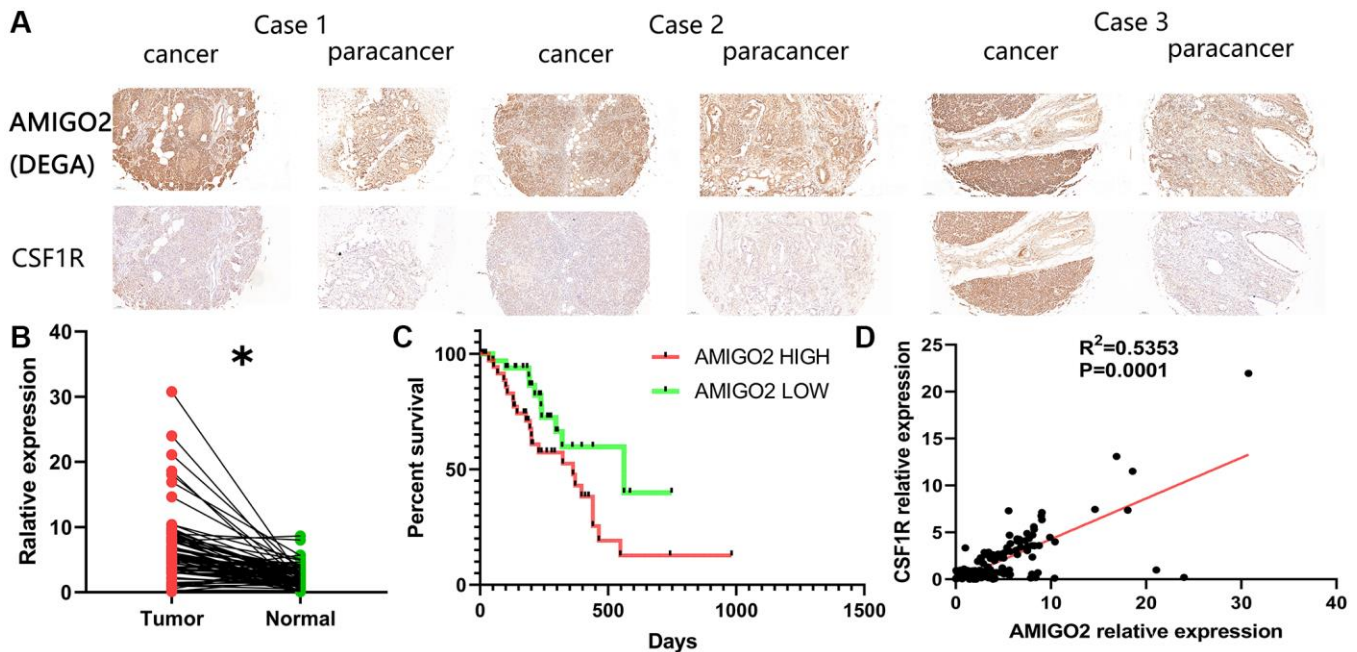 A
Case 1
Case 2
Case 3
cancer
paracancer
cancer
paracancer
cancer
paracancer
AMIGO2
(DEGA)
CSF1R
B
Ralative expression
40
30
20
10
0
*
Tumor
Normal
C
Percent survival
100
50
0
AMIGO2 HIGH
AMIGO2 LOW
0
500
1000
1500
Days
D
CSF1R relative expression
25
20
15
10
5
0
R²=0.5353
P=0.0001
0
10
20
30
40
AMIGO2 relative expression